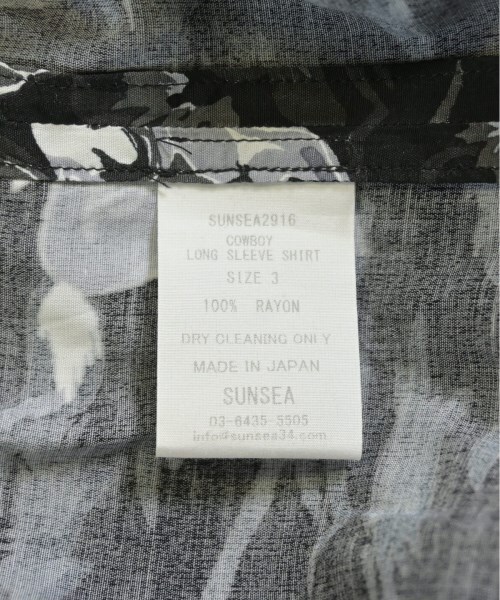 SUNSEA2916
COWBOY
LONG SLEEVE SHIRT
SIZE 3
100% RAYON
DRY CLEANING ONLY
MADE IN JAPAN
SUNSEA
03-6435-5505
info@sunsea34.com